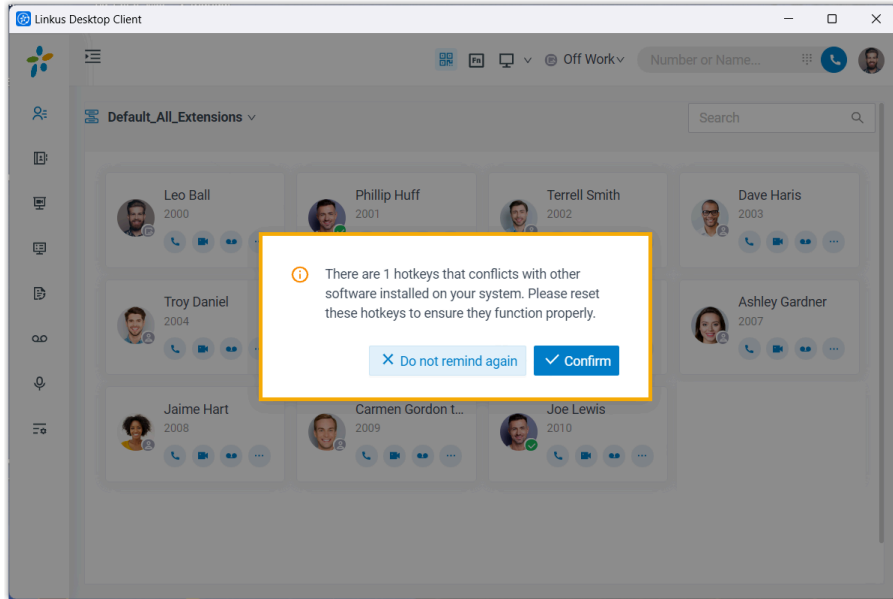 Linkus Desktop Client
Fn
Off Work
Number or Name...
Default_All_Extensions
Search
Leo Ball
2000
Phillip Huff
2001
Terrell Smith
2002
Dave Haris
2003
There are 1 hotkeys that conflicts with other
software installed on your system. Please reset
these hotkeys to ensure they function properly.
Do not remind again
Confirm
Troy Daniel
2004
Ashley Gardner
2007
Jaime Hart
2008
Carmen Gordon t...
2009
Joe Lewis
2010